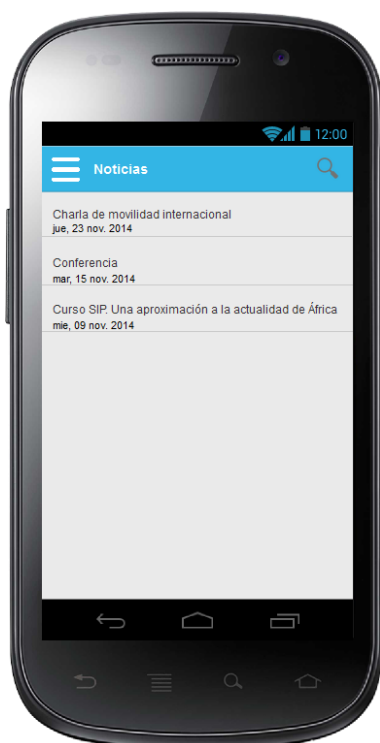 12:00
Noticias
Charla de movilidad internacional
jue, 23 nov. 2014
Conferencia
mar, 15 nov. 2014
Curso SIP. Una aproximación a la actualidad de África
mie, 09 nov. 2014